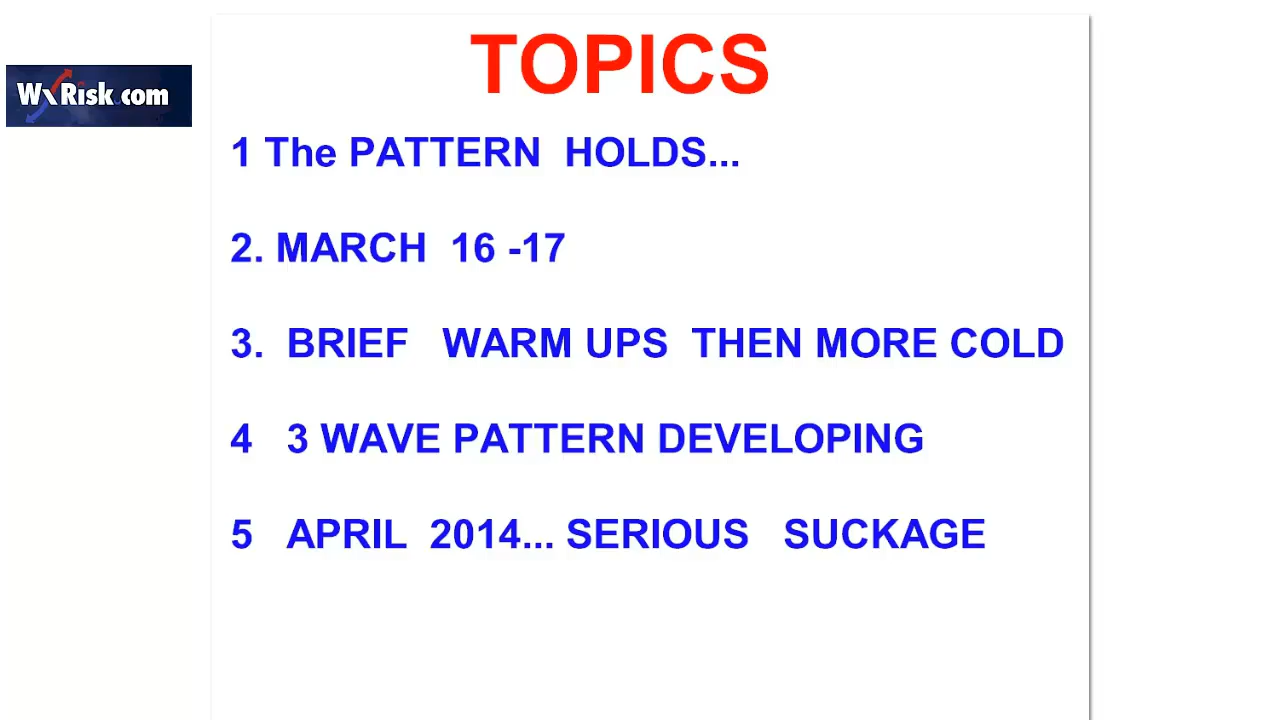 TOPICS
WxRisk.com
1 The PATTERN HOLDS...
2. MARCH 16 -17
3. BRIEF WARM UPS THEN MORE COLD
4 3 WAVE PATTERN DEVELOPING
5 APRIL 2014... SERIOUS SUCKAGE